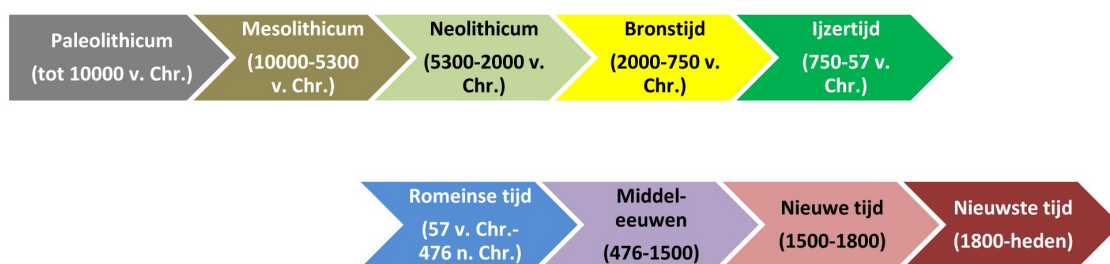 Paleolithicum
(tot 10000 v. Chr.)
Mesolithicum
(10000-5300
v. Chr.)
Neolithicum
(5300-2000 v.
Chr.)
Bronstijd
(2000-750 v.
Chr.)
Ijzertijd
(750-57 v.
Chr.)
Romeinse tijd
(57 v. Chr.-
476 n. Chr.)
Middel-
eeuwen
(476-1500)
Nieuwe tijd
(1500-1800)
Nieuwste tijd
(1800-heden)